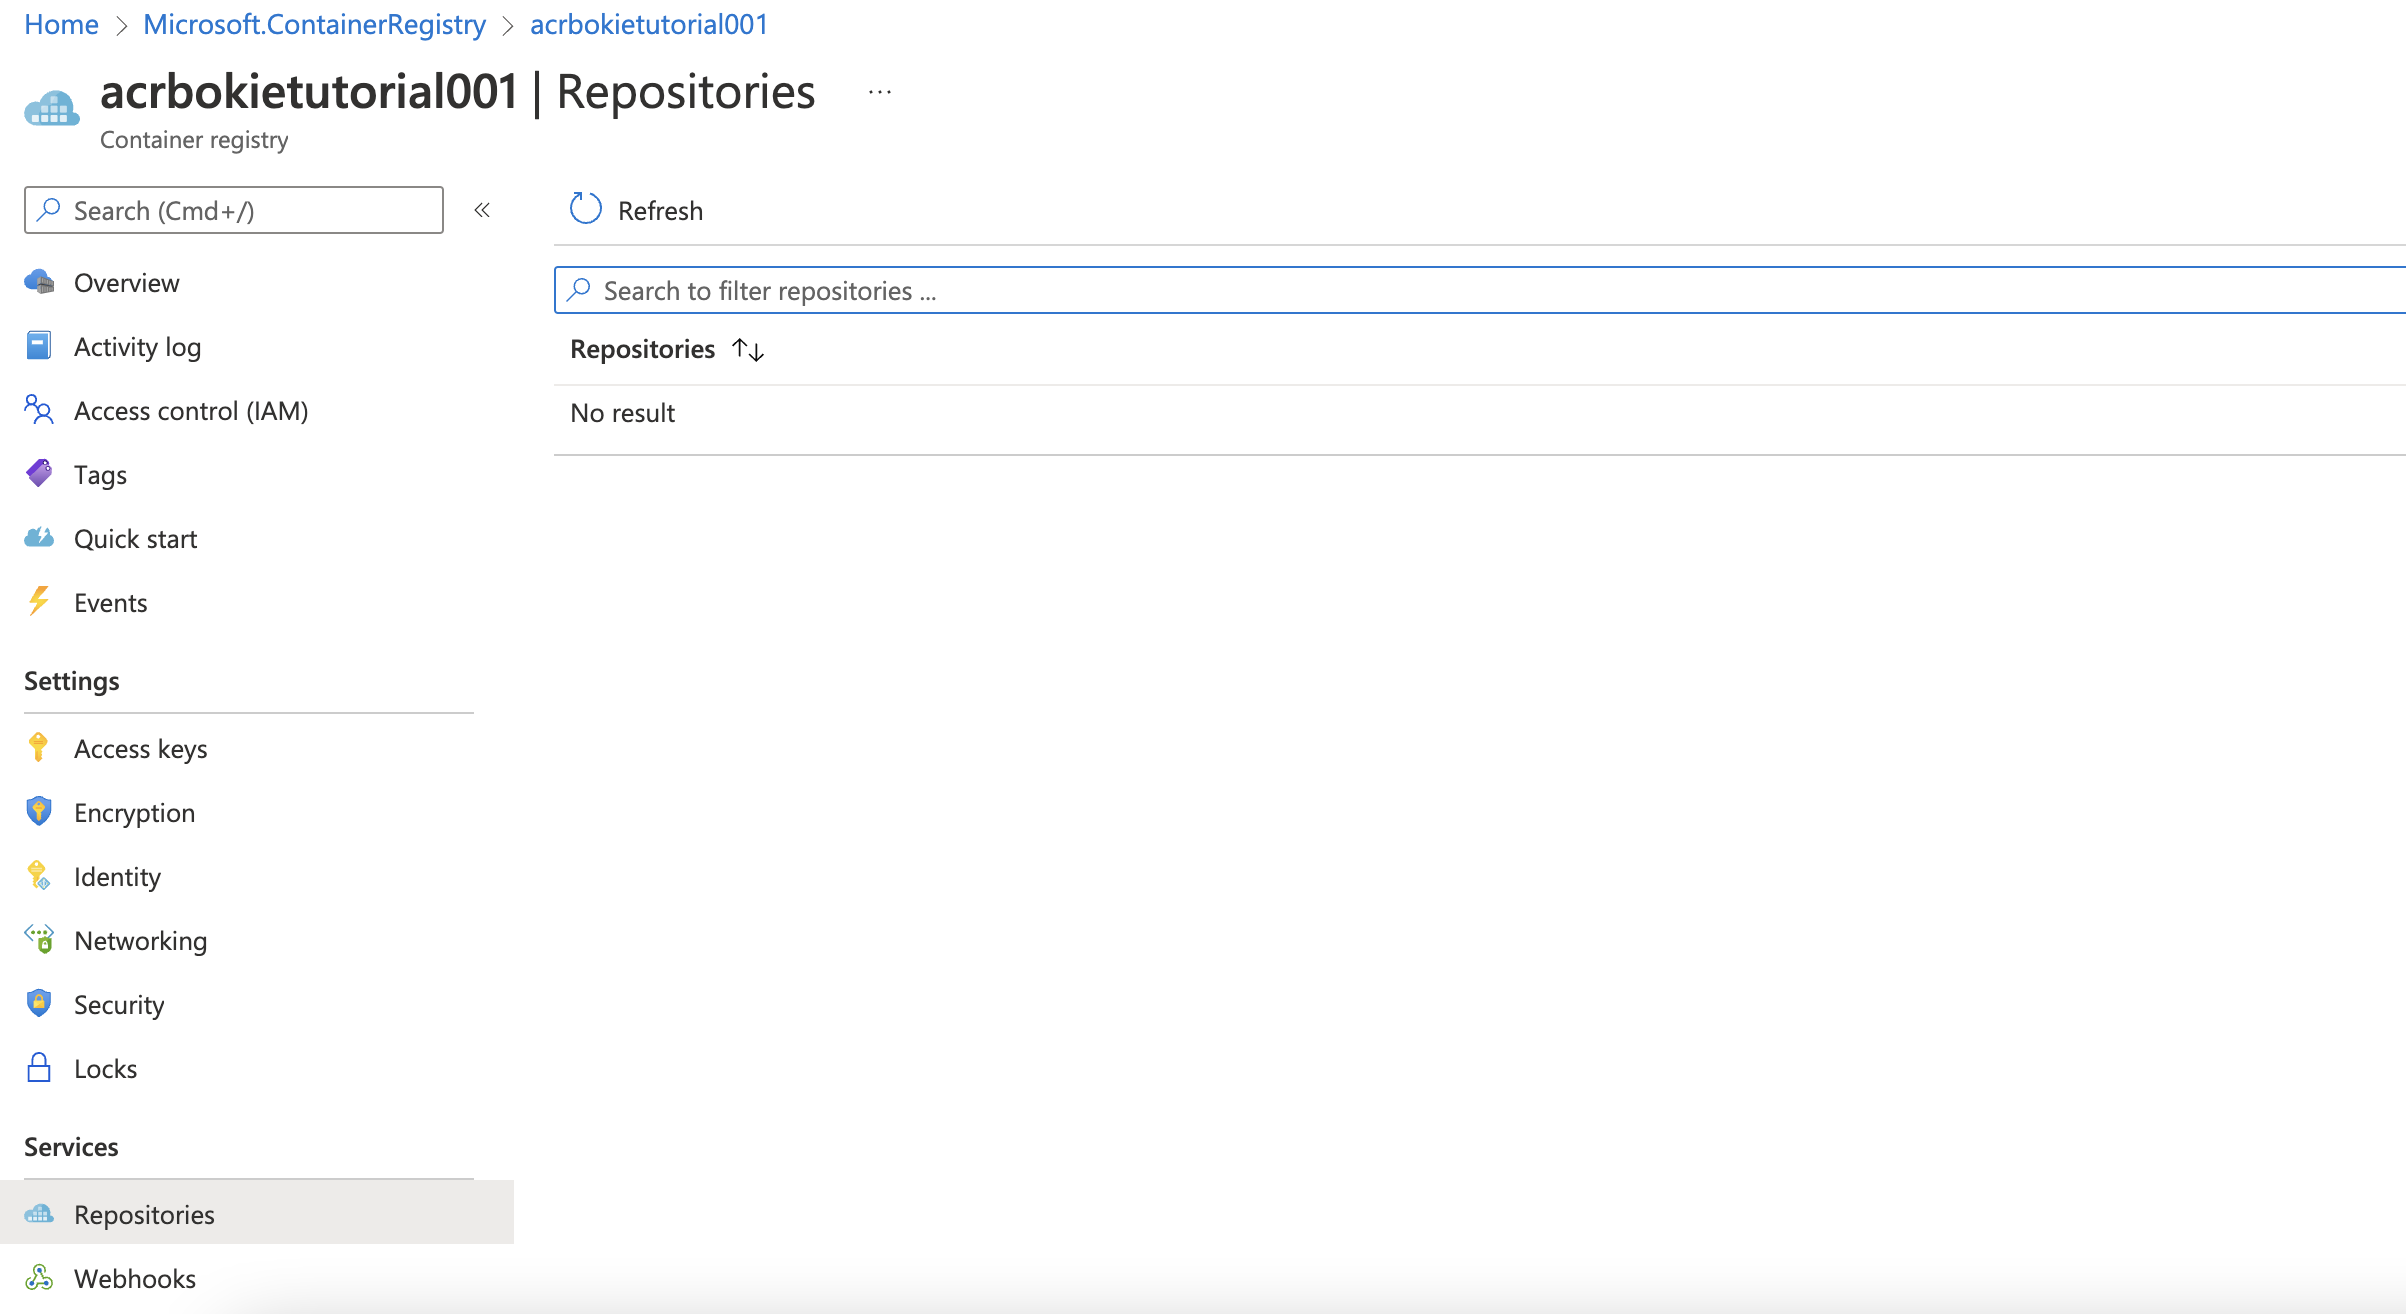 Home > Microsoft.ContainerRegistry > acrbokietutorial001
acrbokietutorial001 | Repositories ...
Container registry
Search (Cmd+/)
«
Overview
Activity log
Access control (IAM)
Tags
Quick start
Events
Settings
Access keys
Encryption
Identity
Networking
Security
Locks
Services
Repositories
Webhooks
Refresh
Search to filter repositories ...
Repositories ↑↓
No result